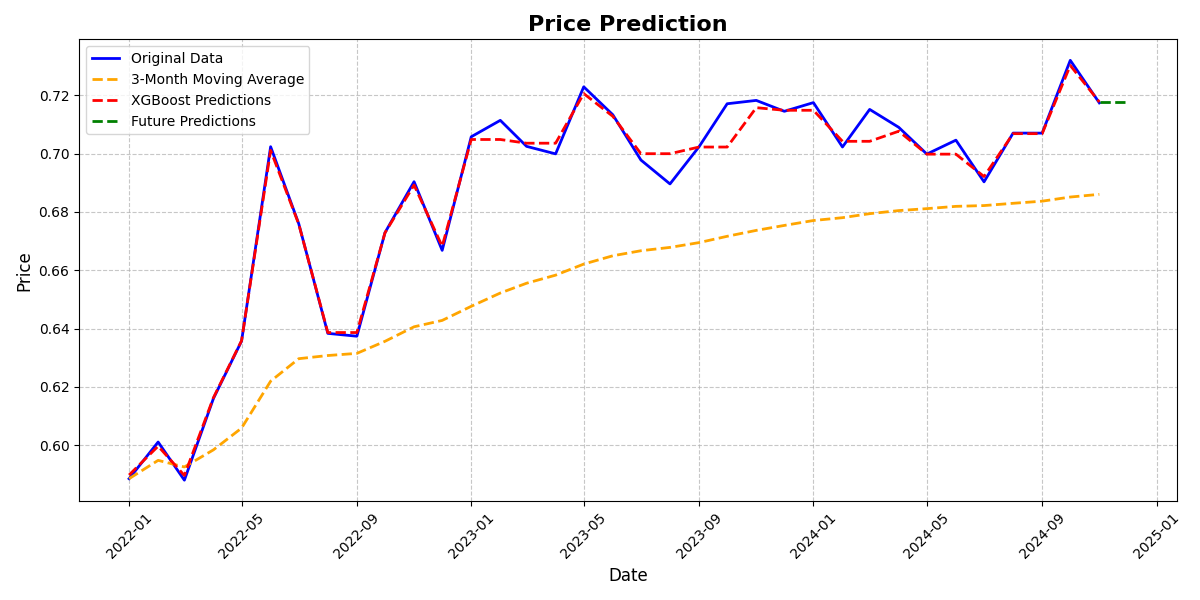 Price Prediction
Original Data
3-Month Moving Average
XGBoost Predictions
Future Predictions
Price
0.72
0.70
0.68
0.66
0.64
0.62
0.60
2022-01
2022-05
2022-09
2023-01
2023-05
2023-09
2024-01
2024-05
2024-09
2025-01
Date